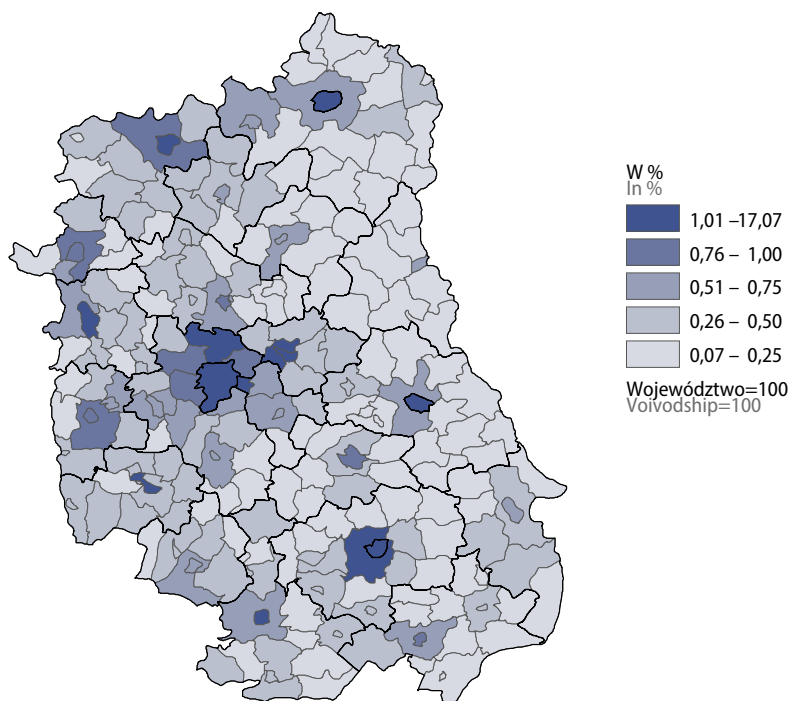 W %
In %
1,01 –17,07
0,76 – 1,00
0,51 – 0,75
0,26 – 0,50
0,07 – 0,25
Województwo=100
Voivodship=100